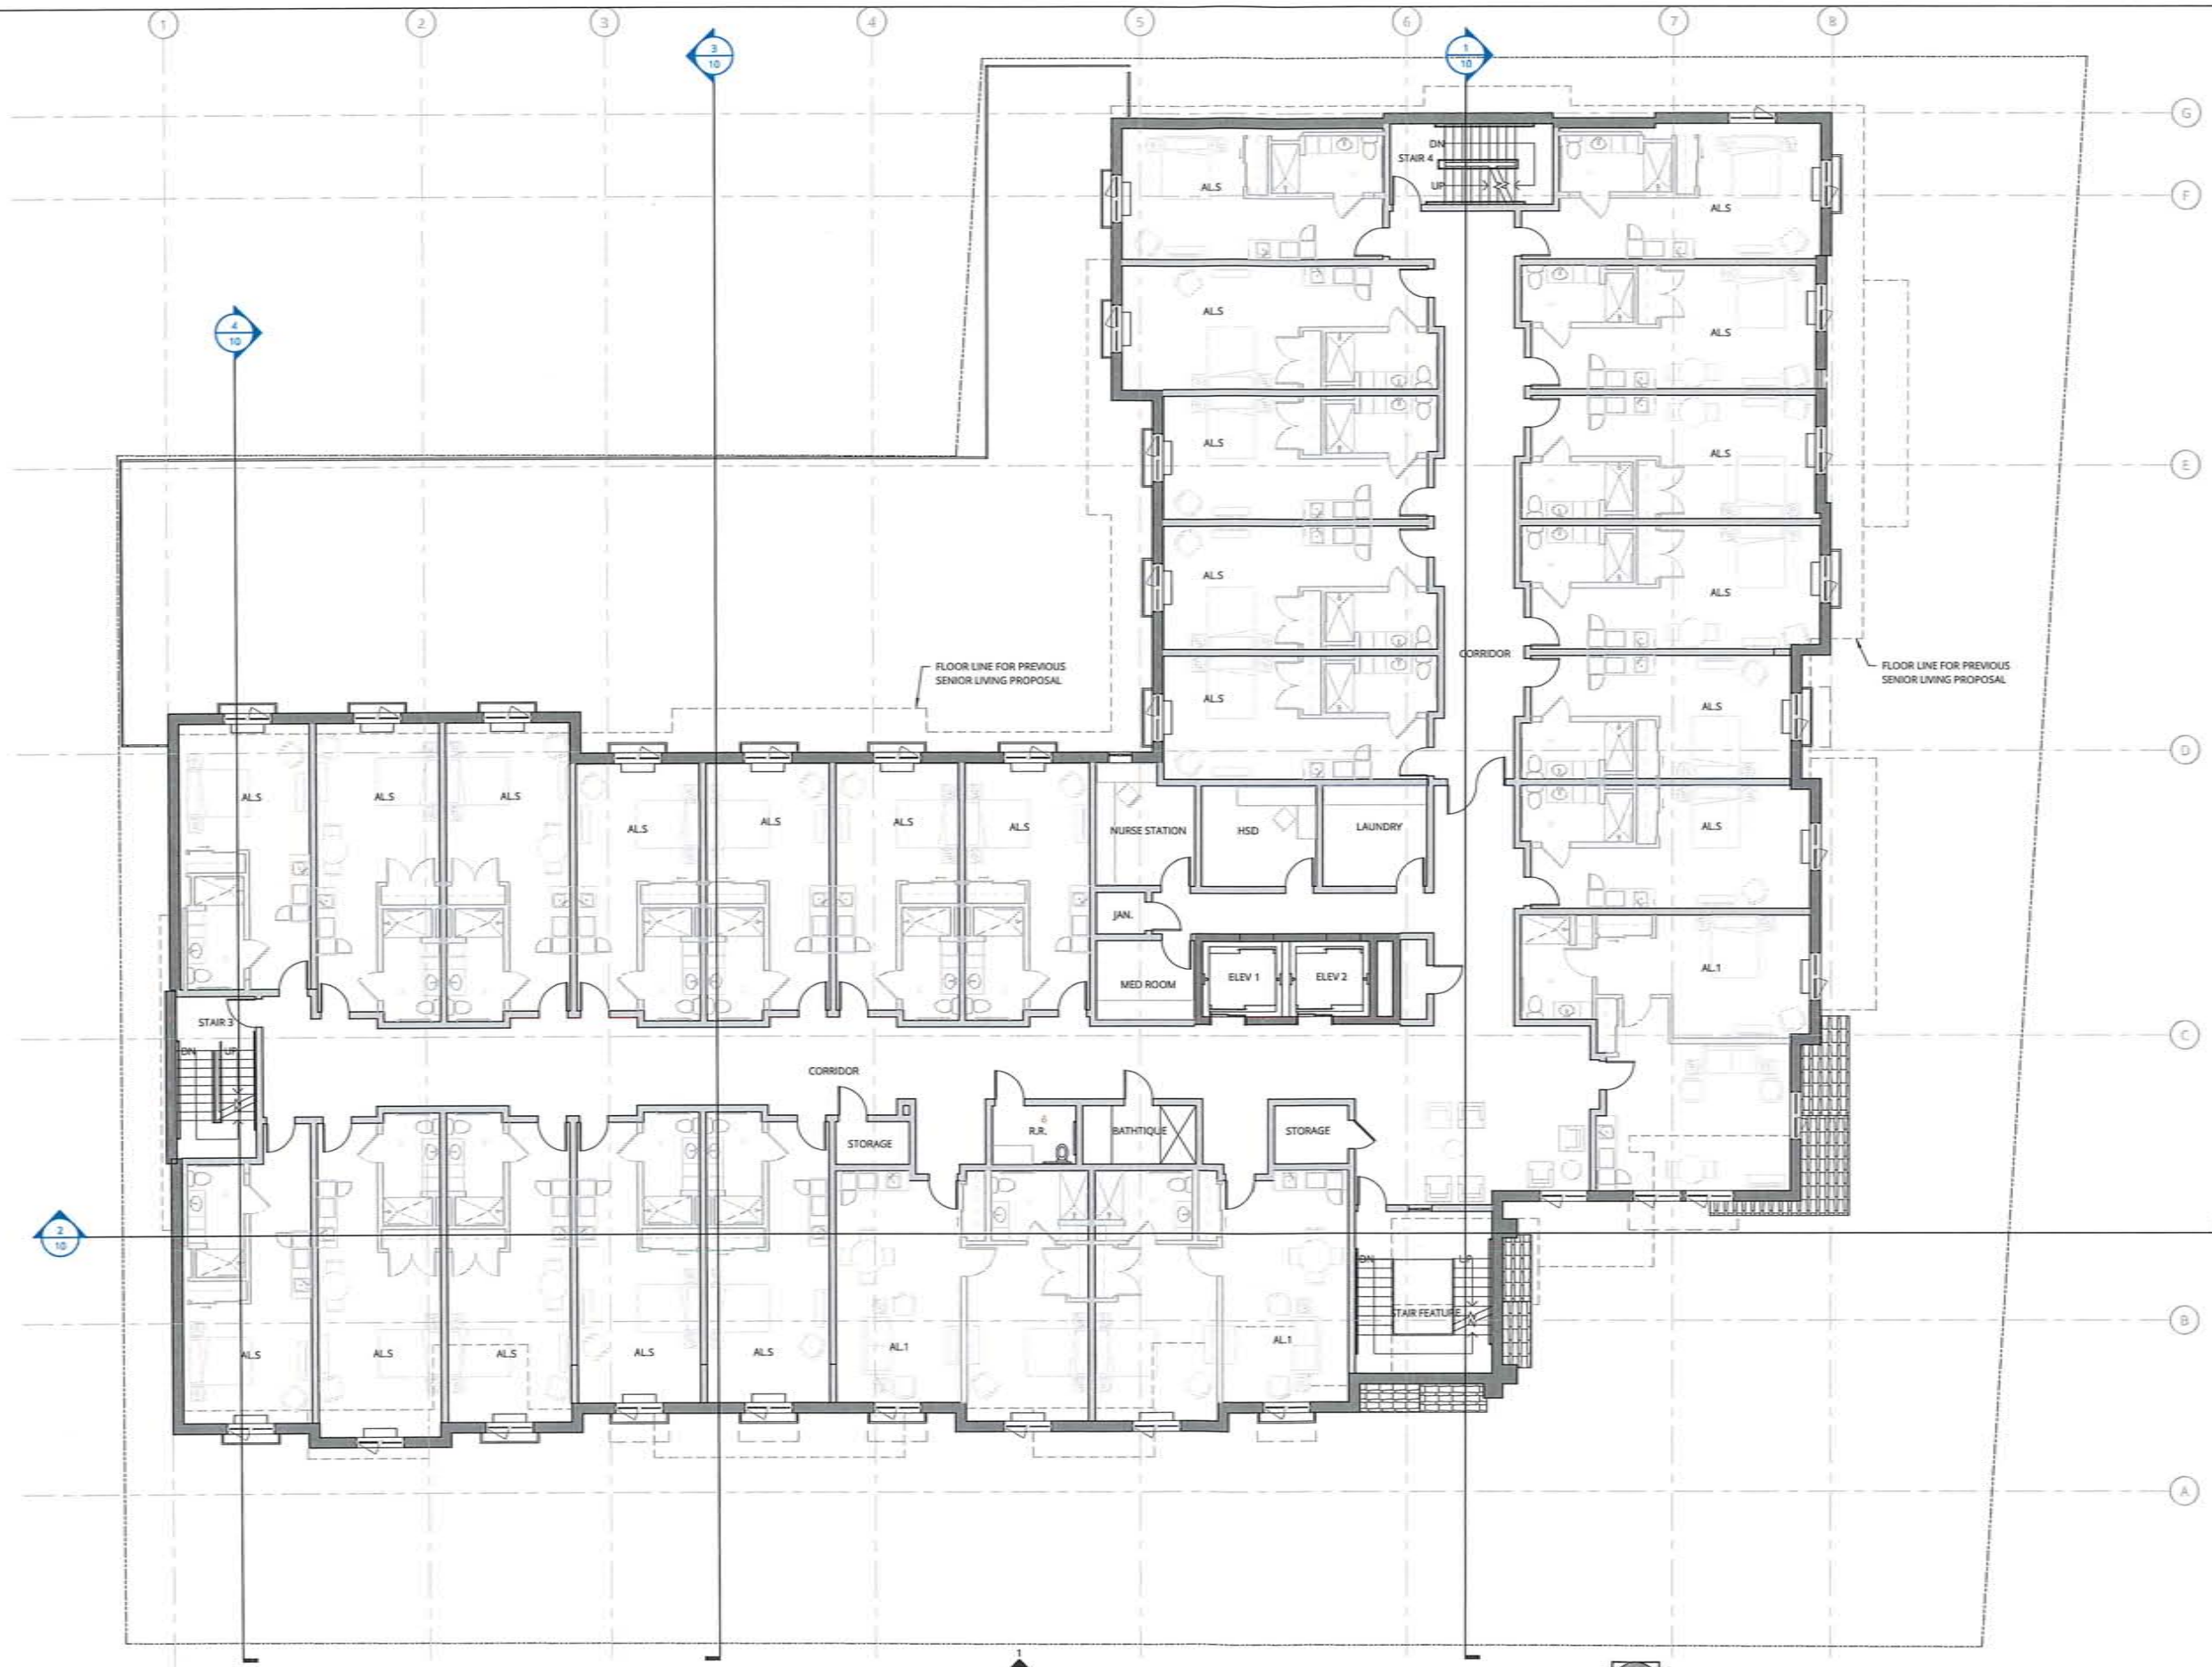 1 2 3 4 5 6 7 8
3
10
1
10
G
DN
STAIR 4
UP
AL.S
F
AL.S
AL.S
AL.S
4
10
AL.S
AL.S
E
AL.S
AL.S
CORRIDOR
FLOOR LINE FOR PREVIOUS
SENIOR LIVING PROPOSAL
FLOOR LINE FOR PREVIOUS
SENIOR LIVING PROPOSAL
AL.S
AL.S
D
AL.S
AL.S
AL.S
AL.S
AL.S
AL.S
AL.S
NURSE STATION
HSD
LAUNDRY
AL.S
JAN.
MED ROOM
ELEV 1
ELEV 2
AL.1
STAIR 3
DN
UP
C
CORRIDOR
STORAGE
6
R.R.
BATHTIQUE
STORAGE
2
10
DN
UP
STAIR FEATURE
B
AL.S
AL.S
AL.S
AL.S
AL.S
AL.1
AL.1
A
1